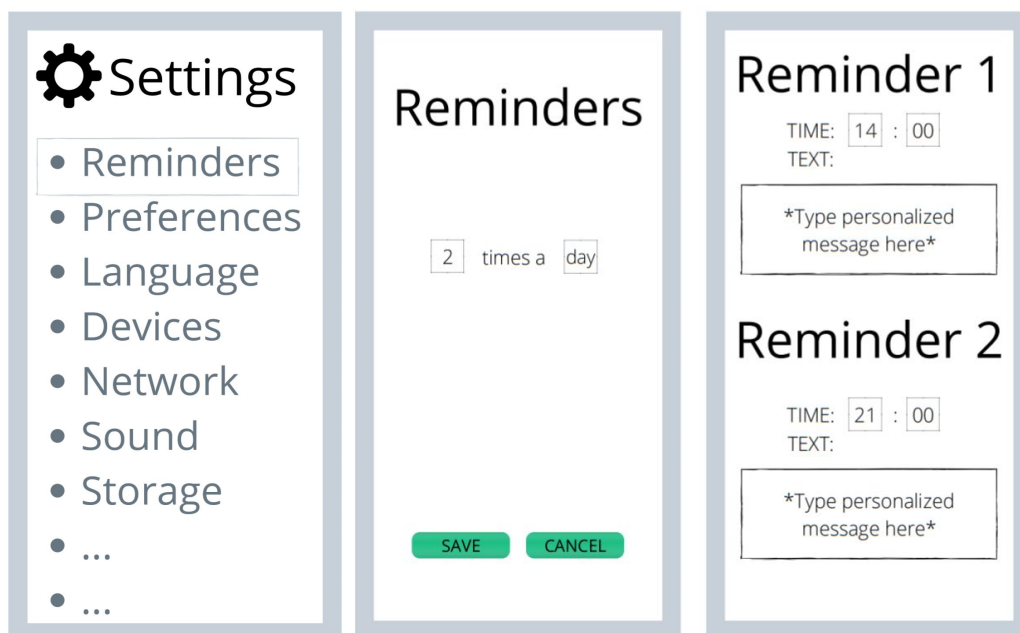 Settings
• Reminders
• Preferences
• Language
• Devices
• Network
• Sound
• Storage
• ...
• ...
Reminders
2 times a day
SAVE CANCEL
Reminder 1
TIME: 14 : 00
TEXT:
*Type personalized
message here*
Reminder 2
TIME: 21 : 00
TEXT:
*Type personalized
message here*